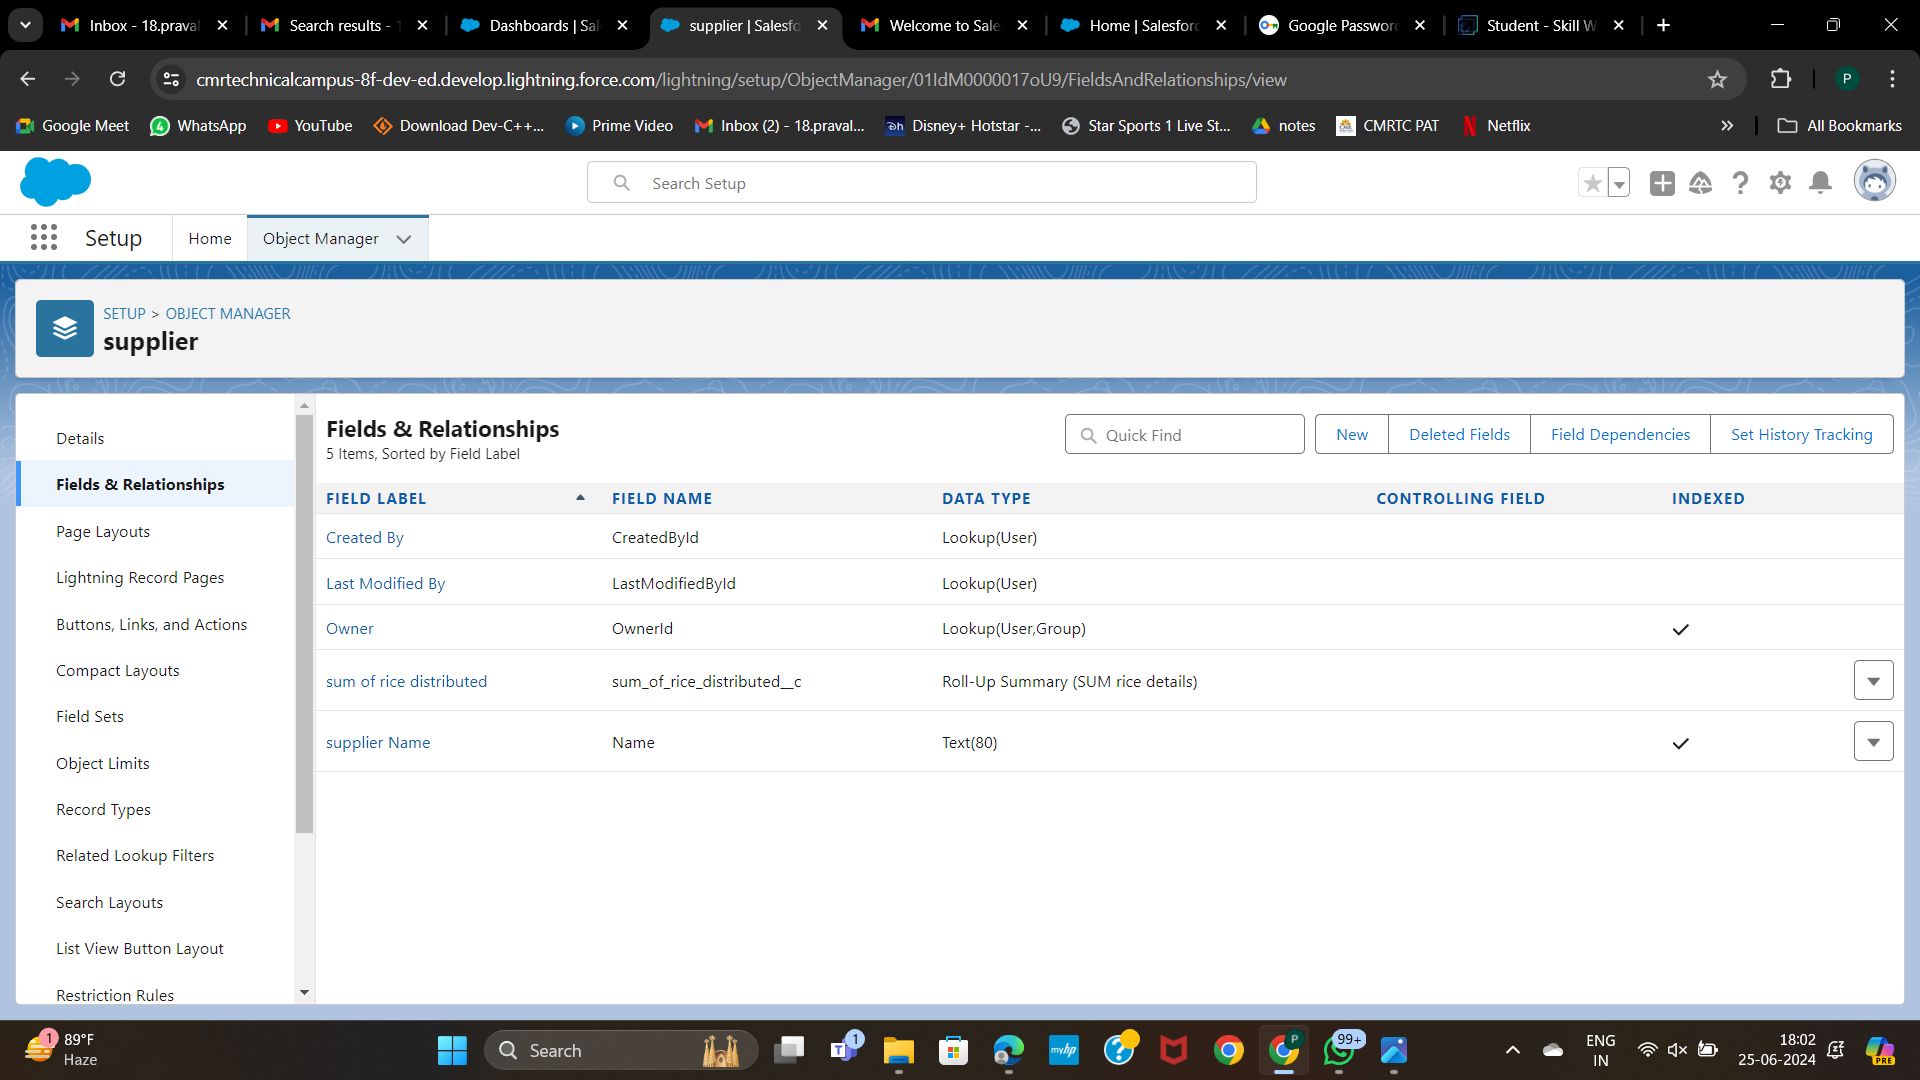 Inbox - 18.praval
Search results - 1
Dashboards | Sal
supplier | Salesfo
Welcome to Sale
Home | Salesforc
Google Passwor
Student - Skill W
cmrtechnicalcampus-8f-dev-ed.develop.lightning.force.com/lightning/setup/ObjectManager/01IdM0000017oU9/FieldsAndRelationships/view
P
Google Meet
WhatsApp
YouTube
Download Dev-C++...
Prime Video
Inbox (2) - 18.praval...
Disney+ Hotstar -...
Star Sports 1 Live St...
notes
CMRTC PAT
Netflix
All Bookmarks
Search Setup
Setup
Home
Object Manager
SETUP > OBJECT MANAGER
supplier
Details
Fields & Relationships
Page Layouts
Lightning Record Pages
Buttons, Links, and Actions
Compact Layouts
Field Sets
Object Limits
Record Types
Related Lookup Filters
Search Layouts
List View Button Layout
Restriction Rules
Fields & Relationships
5 Items, Sorted by Field Label
Quick Find
New
Deleted Fields
Field Dependencies
Set History Tracking
FIELD LABEL FIELD NAME DATA TYPE CONTROLLING FIELD INDEXED
Created By CreatedById Lookup(User)
Last Modified By LastModifiedById Lookup(User)
Owner OwnerId Lookup(User,Group)
sum of rice distributed sum_of_rice_distributed__c Roll-Up Summary (SUM rice details)
supplier Name Name Text(80)
1
89°F
Haze
Search
1
myhp
P
99+
ENG
IN
18:02
25-06-2024
PRE